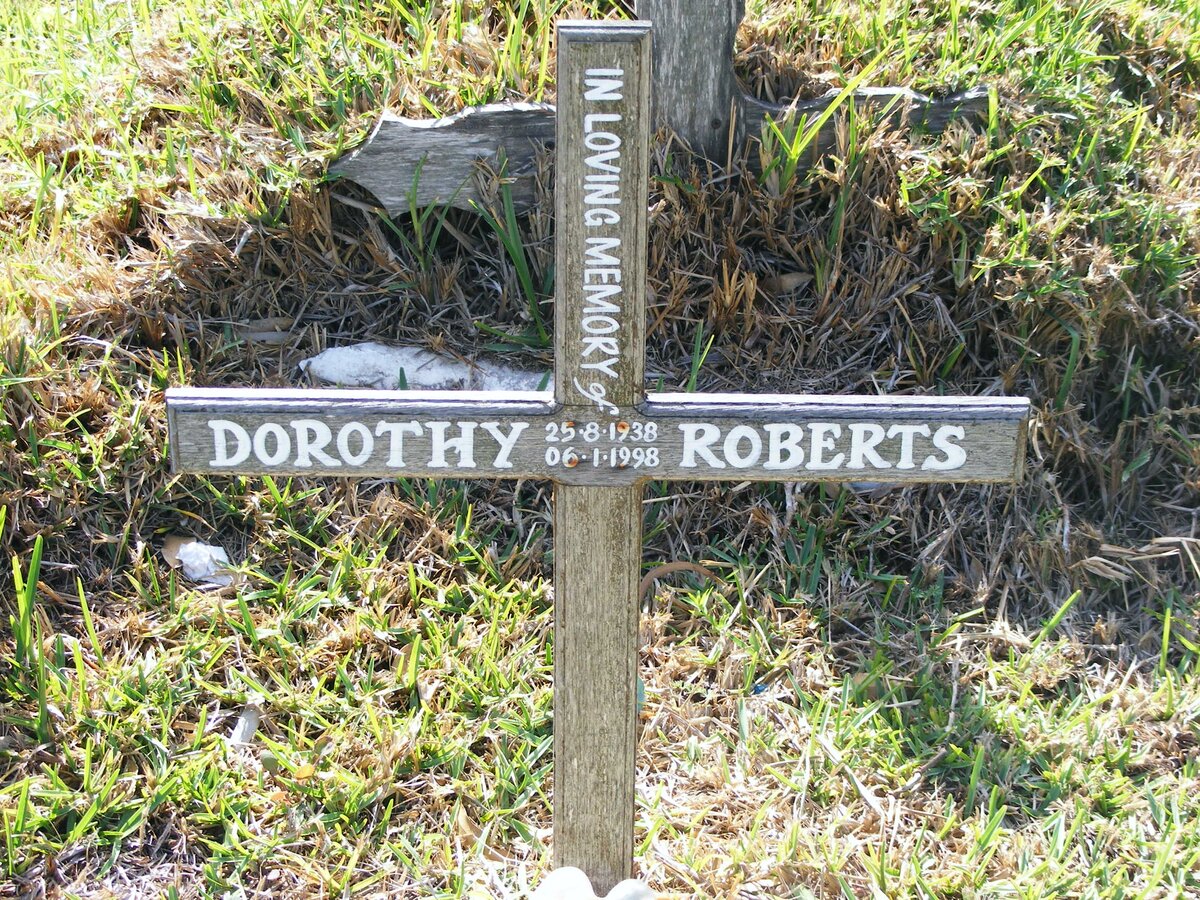 IN LOVING MEMORY of
DOROTHY 25·8·1938 ROBERTS
06·1·1998